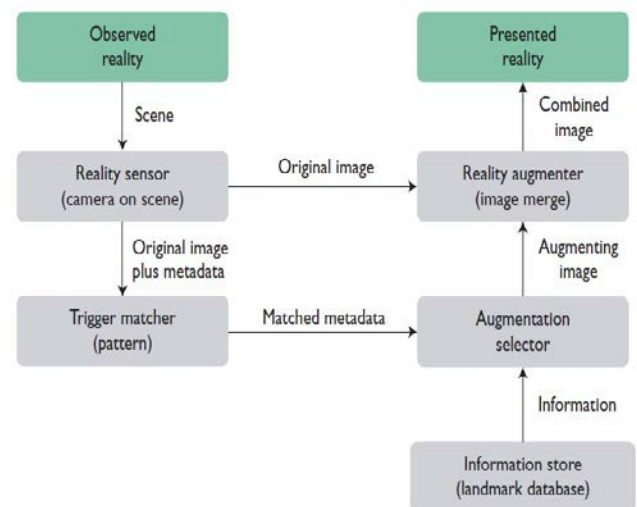 Observed
reality
Presented
reality
Scene
Combined
image
Reality sensor
(camera on scene)
Original image
Reality augmenter
(image merge)
Original image
plus metadata
Augmenting
image
Trigger matcher
(pattern)
Matched metadata
Augmentation
selector
Information
Information store
(landmark database)